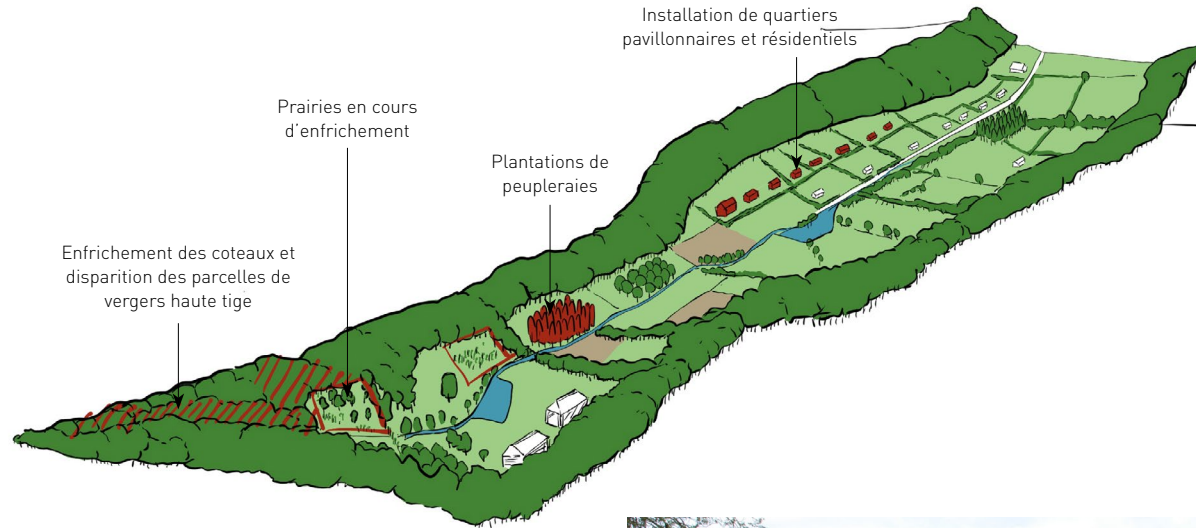 Installation de quartiers
pavillonnaires et résidentiels
Prairies en cours
d'enfrichement
Plantations de
peupleraies
Enfrichement des coteaux et
disparition des parcelles de
vergers haute tige